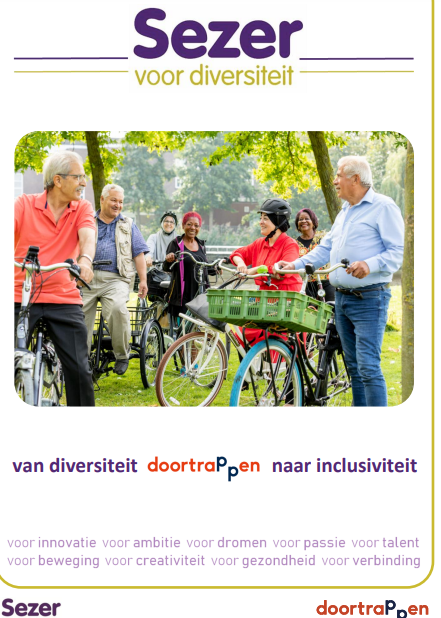 Sezer
voor diversiteit
van diversiteit doortrappen naar inclusiviteit
voor innovatie voor ambitie voor dromen voor passie voor talent
voor beweging voor creativiteit voor gezondheid voor verbinding
Sezer doortrappen